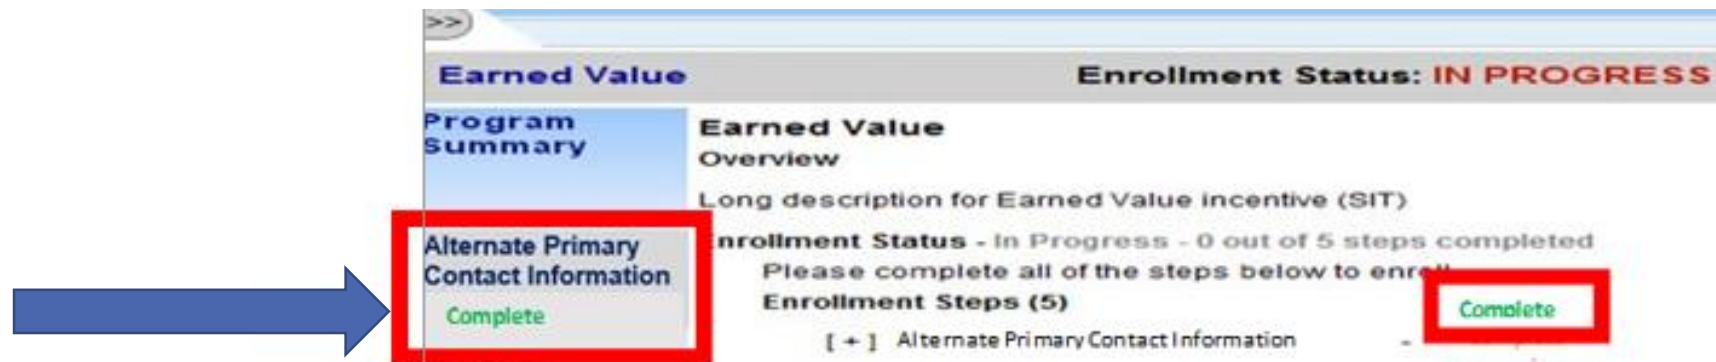 >>)
Earned Value
Enrollment Status: IN PROGRESS
Program
Summary
Earned Value
Overview
Long description for Earned Value incentive (SIT)
Alternate Primary
Contact Information
Complete
nrollment Status - In Progress - 0 out of 5 steps completed
Please complete all of the steps below to enroll
Enrollment Steps (5)
Complete
[ + ] Alternate Primary Contact Information -